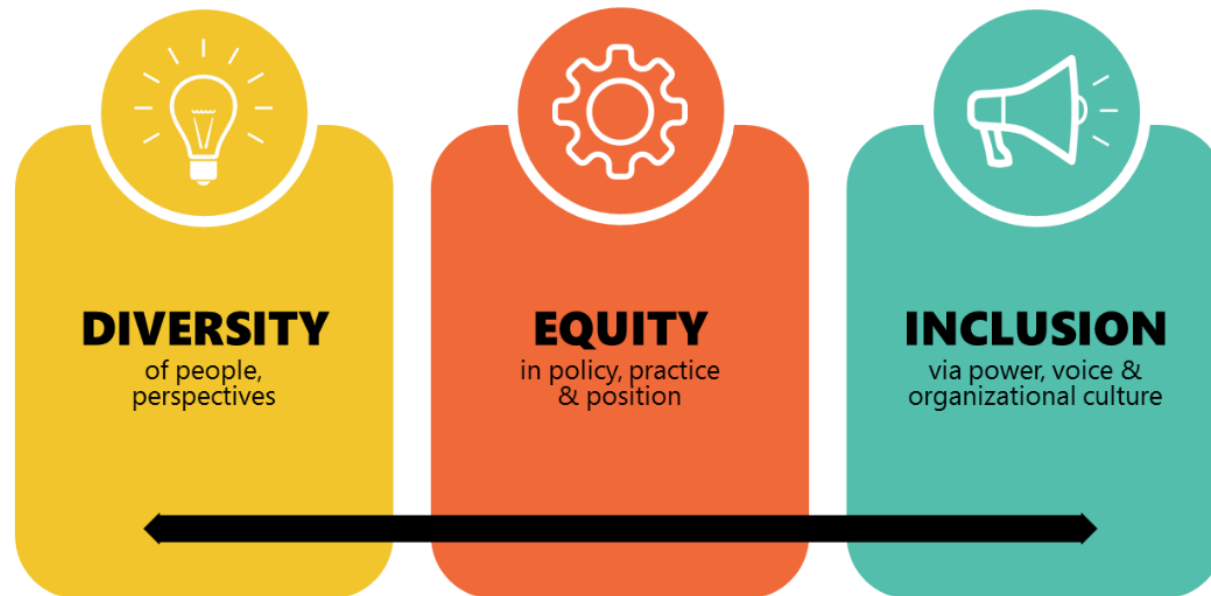 DIVERSITY
of people,
perspectives
EQUITY
in policy, practice
& position
INCLUSION
via power, voice &
organizational culture